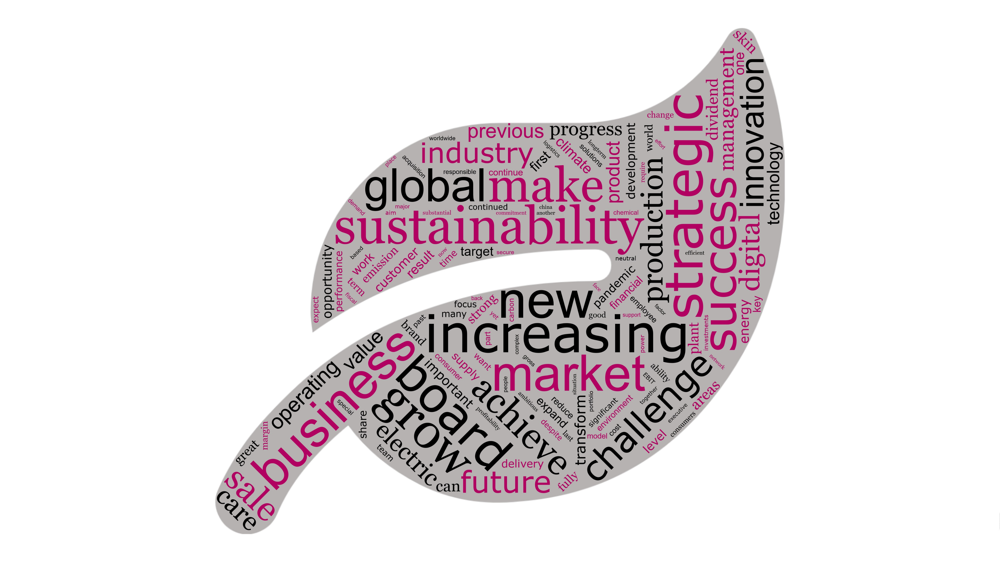 skin
one
management
innovation
dividend
strategic
success
technology
digital
key
energy
change
world
effort
require
production
development
product
previous
progress
worldwide
industry
logistics
longterm
climate
solutions
first
place
acquisition
responsible
continue
global
make
demand
major
aim
substantial
continued
commitment
china
another
chemical
sustainability
based
work
emission
customer
result
now
time
target
secure
neutral
efficient
opportunity
performance
term
fiscal
expect
pandemic
financial
face
new
back
focus
strong
many
yet
carbon
good
support
employee
factor
past
brand
increasing
part
complex
power
plant
investments
network
value
operating
business
board
important
consumer
supply
want
gross
market
people
situation
EBIT
ability
together
challenge
areas
executive
consumers
level
special
share
grow
achieve
profitability
ambitious
expand
reduce
despite
last
transform
portfolio
significant
environment
model
cost
electric
team
delivery
can
future
fully
margin
great
sale
care